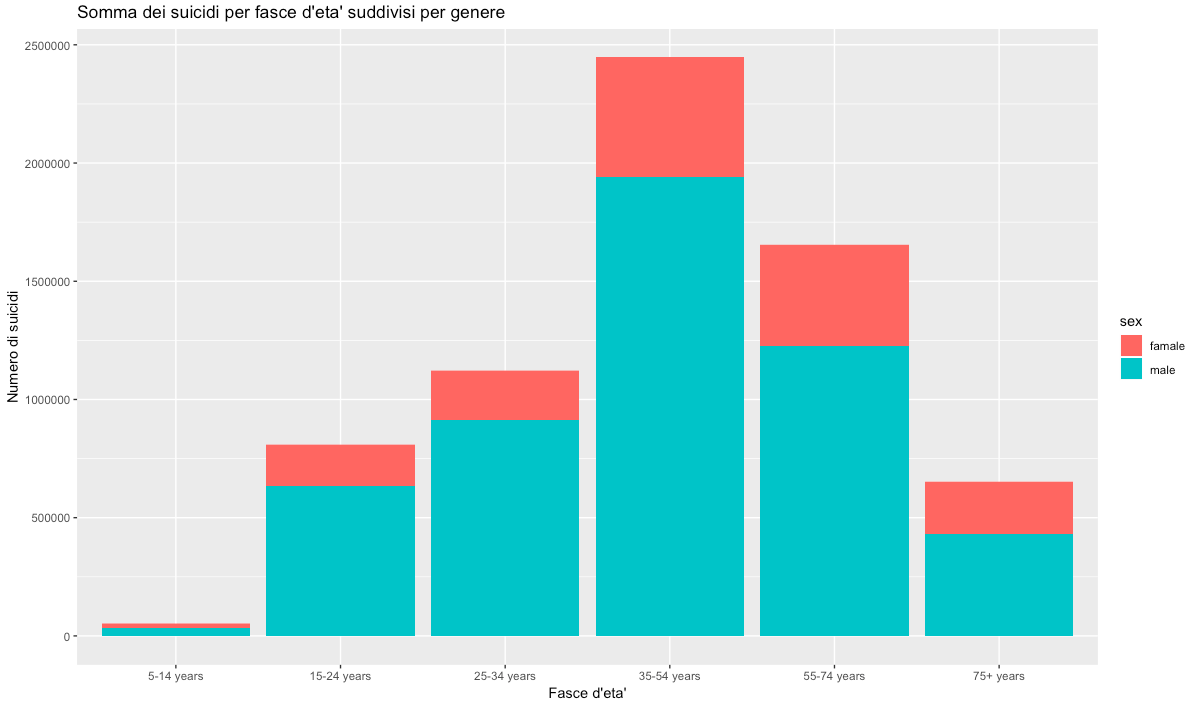 Somma dei suicidi per fasce d'eta' suddivisi per genere
Numero di suicidi
2500000
2000000
1500000
1000000
500000
0
5-14 years
15-24 years
25-34 years
35-54 years
55-74 years
75+ years
Fasce d'eta'
sex
famale
male